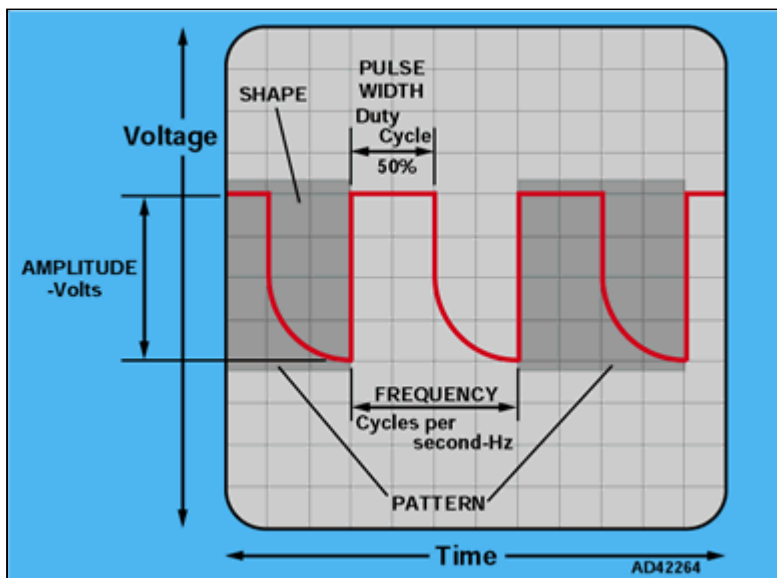 PULSE
WIDTH
Duty
Cycle
50%
SHAPE
Voltage
AMPLITUDE
-Volts
FREQUENCY
Cycles per
second-Hz
PATTERN
Time
AD42264